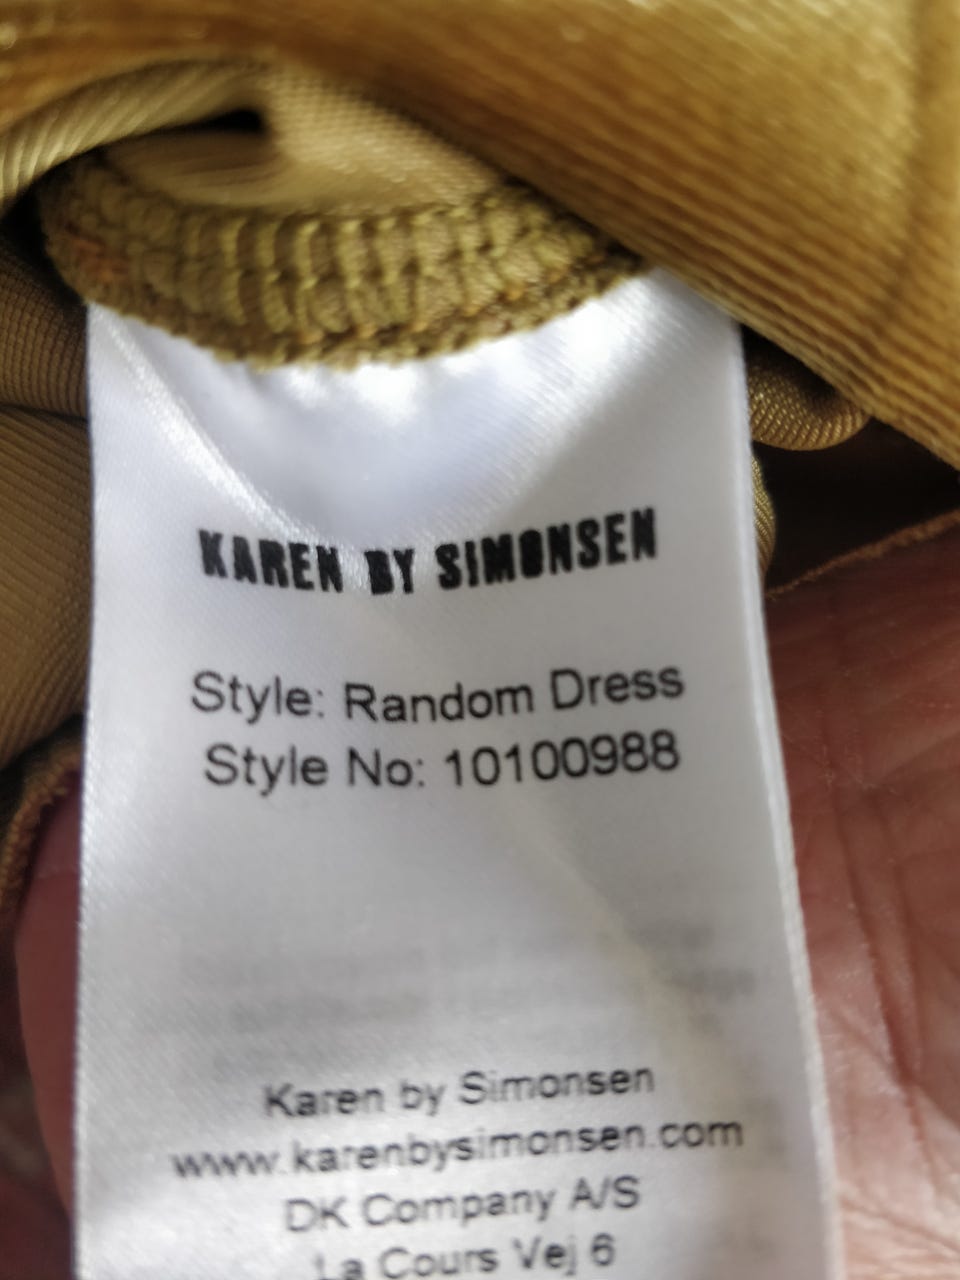 KAREN BY SIMONSEN
Style: Random Dress
Style No: 10100988
Karen by Simonsen
www.karenbysimonsen.com
DK Company A/S
La Cours Vej 6